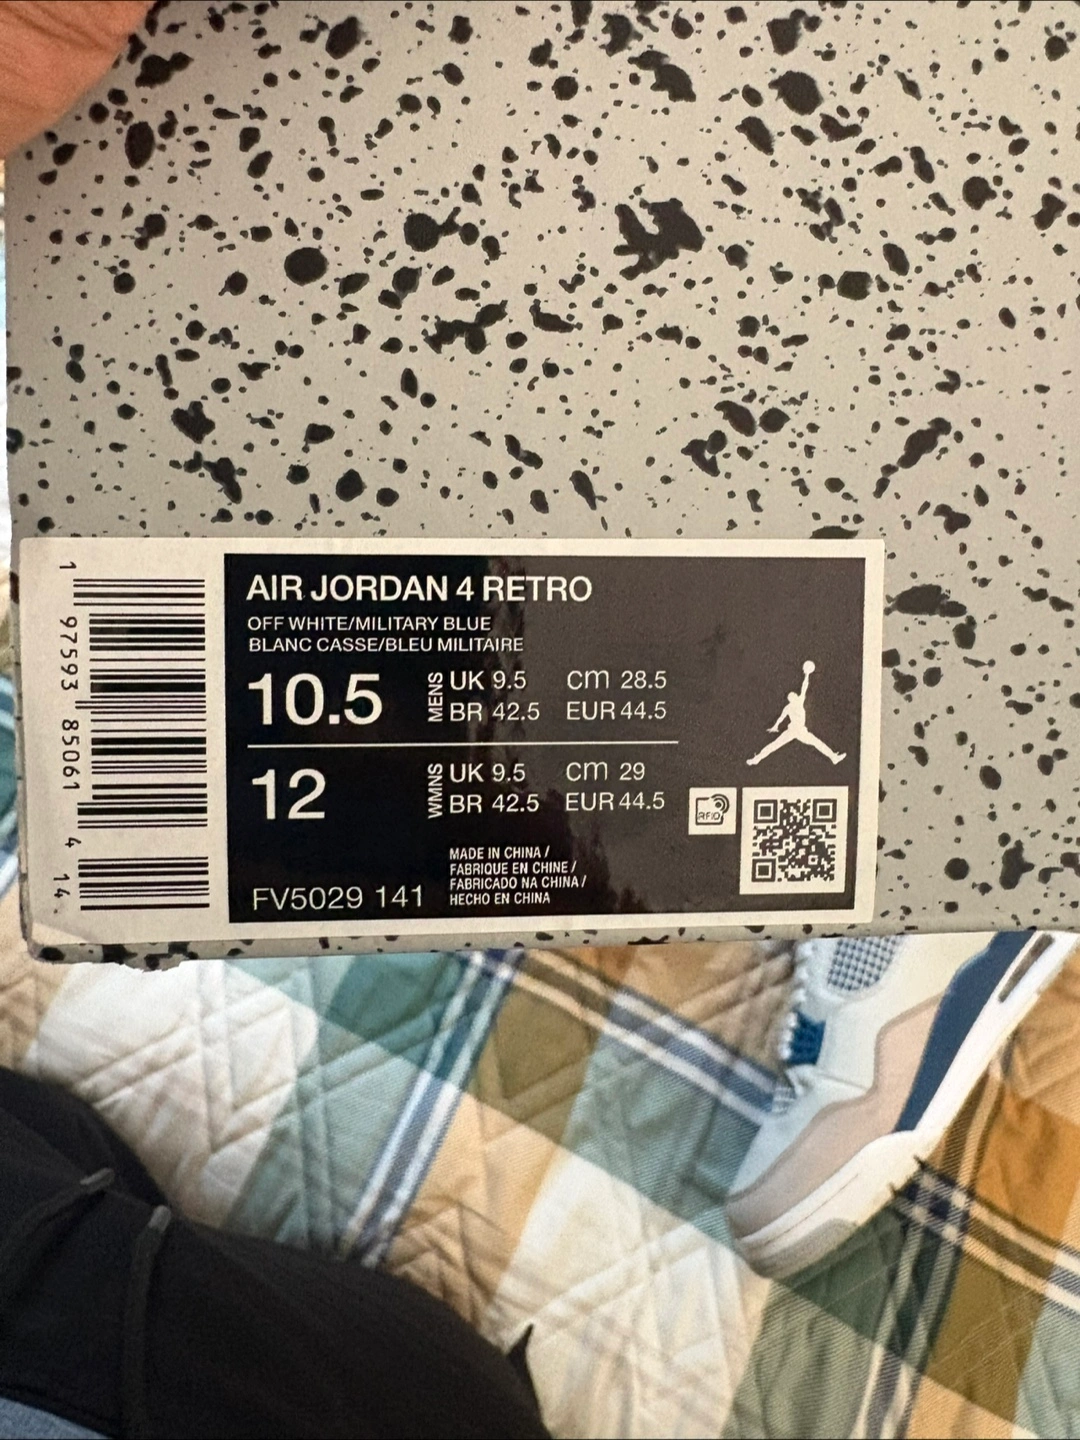 AIR JORDAN 4 RETRO
OFF WHITE/MILITARY BLUE
BLANC CASSE/BLEU MILITAIRE
10.5 MENS UK 9.5 CM 28.5
BR 42.5 EUR 44.5
12 WMNS UK 9.5 CM 29
BR 42.5 EUR 44.5
MADE IN CHINA /
FABRIQUE EN CHINE /
FABRICADO NA CHINA /
HECHO EN CHINA
FV5029 141
RFID
1 97593 85061 4 14